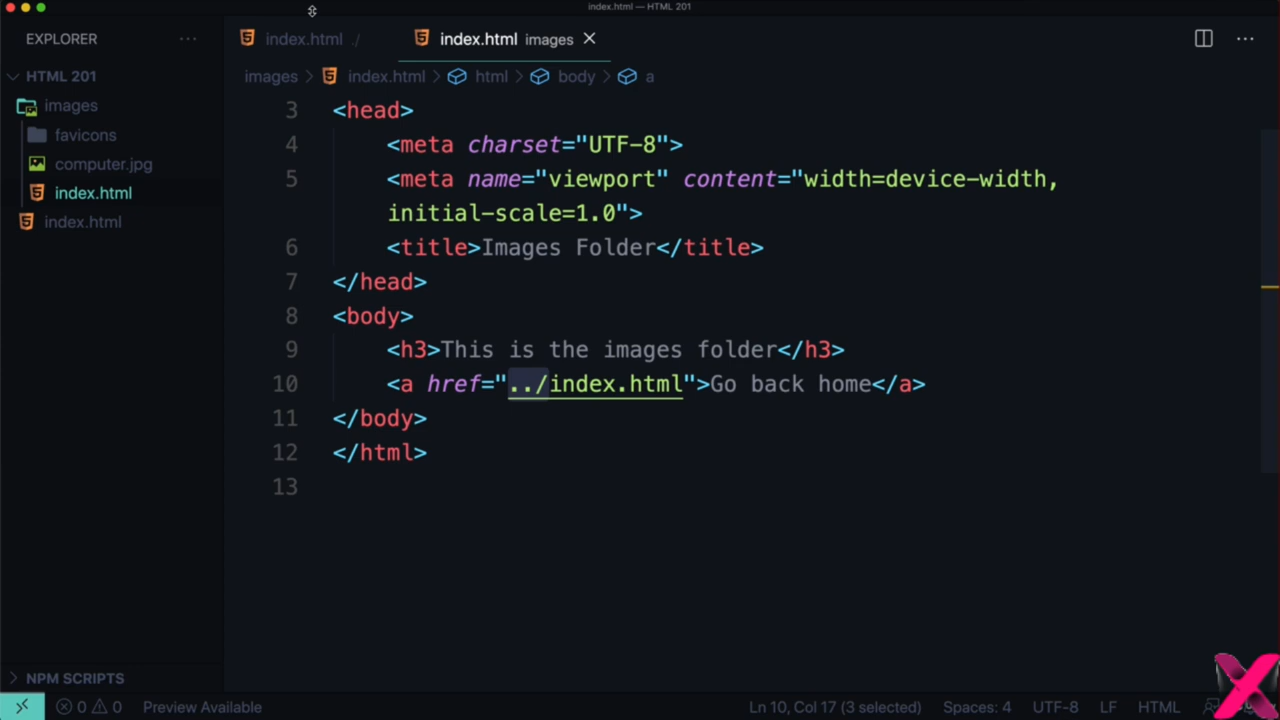 index.html — HTML 201
EXPLORER ···
index.html ./
index.html images
HTML 201
images
favicons
computer.jpg
index.html
index.html
images > index.html > html > body > a
3 <head>
4 <meta charset="UTF-8">
5 <meta name="viewport" content="width=device-width,
initial-scale=1.0">
6 <title>Images Folder</title>
7 </head>
8 <body>
9 <h3>This is the images folder</h3>
10 <a href="../index.html">Go back home</a>
11 </body>
12 </html>
13
NPM SCRIPTS
0 0 Preview Available Ln 10, Col 17 (3 selected) Spaces: 4 UTF-8 LF HTML
X